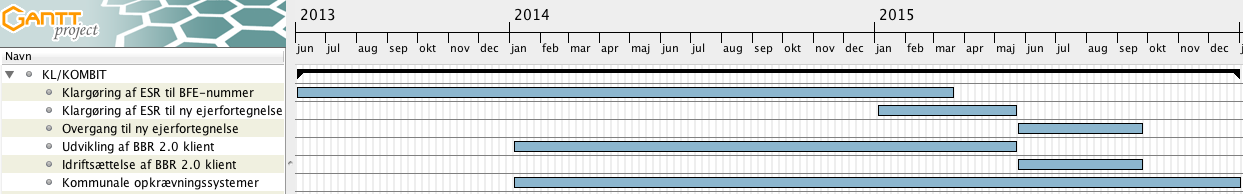 GANTT
project
2013 2014 2015
jun jul aug sep okt nov dec jan feb mar apr maj jun jul aug sep okt nov dec jan feb mar apr maj jun jul aug sep okt nov dec
Navn
KL/KOMBIT
Klargøring af ESR til BFE-nummer
Klargøring af ESR til ny ejerfortegnelse
Overgang til ny ejerfortegnelse
Udvikling af BBR 2.0 klient
Idriftsættelse af BBR 2.0 klient
Kommunale opkrævningssystemer